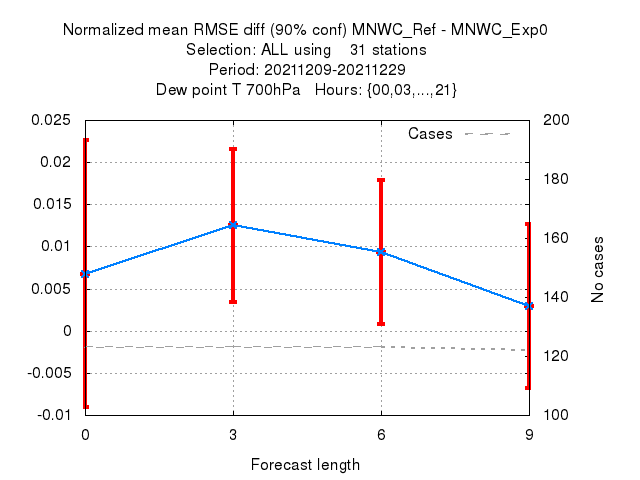 Normalized mean RMSE diff (90% conf) MNWC_Ref - MNWC_Exp0
Selection: ALL using    31 stations
Period: 20211209-20211229
Dew point T 700hPa   Hours: {00,03,...,21}
Cases
0.025
0.02
0.015
0.01
0.005
0
-0.005
-0.01
200
180
160
140
120
100
No cases
0 3 6 9
Forecast length